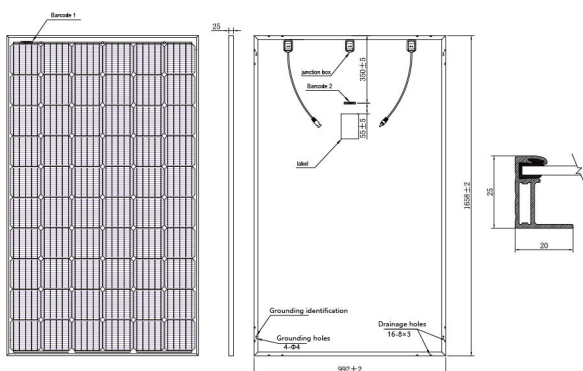 Barcode 1
25
junction box
Barcode 2
350±5
55±5
label
1658±2
25
20
Grounding identification
Grounding holes
4-Φ4
Drainage holes
16-8×3
992±2